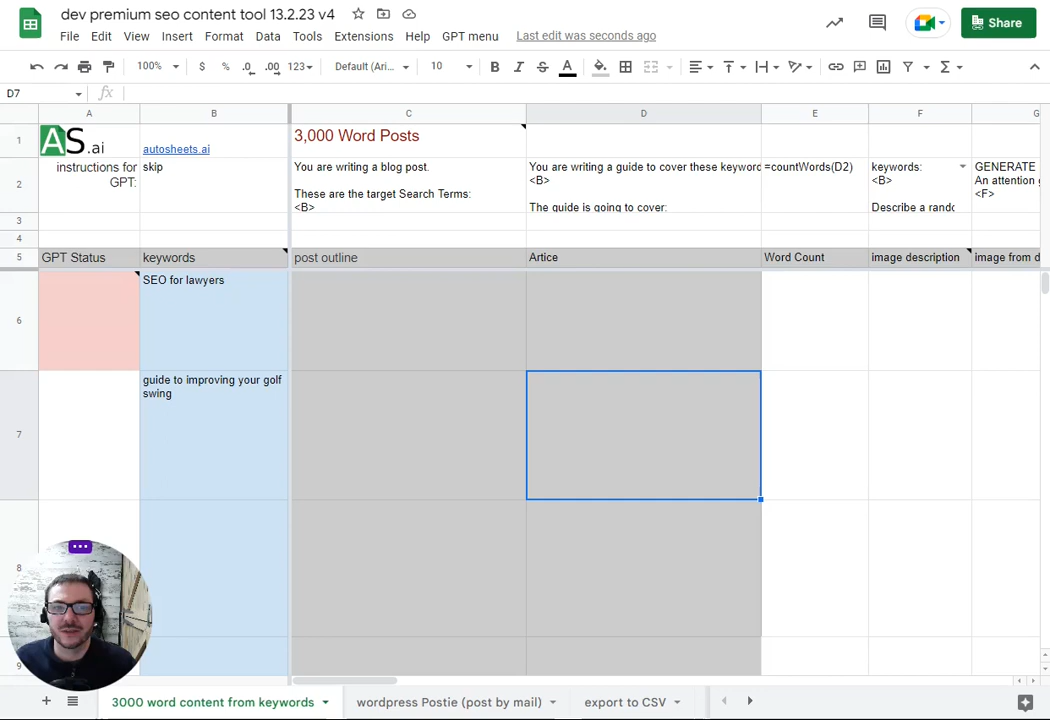 dev premium seo content tool 13.2.23 v4
File Edit View Insert Format Data Tools Extensions Help GPT menu Last edit was seconds ago
Share
100% $ % .0 .00 123 Default (Ari... 10 B I S A
D7 fx
A B C D E F G
1 AS.ai autosheets.ai 3,000 Word Posts
2 instructions for GPT: skip
You are writing a blog post.
These are the target Search Terms:
<B>
You are writing a guide to cover these keyword
<B>
The guide is going to cover:
=countWords(D2)
keywords:
<B>
Describe a rando
GENERATE
An attention g
<F>
3
4
5 GPT Status keywords post outline Artice Word Count image description image from d
6 SEO for lawyers
7 guide to improving your golf
swing
8
9
3000 word content from keywords wordpress Postie (post by mail) export to CSV